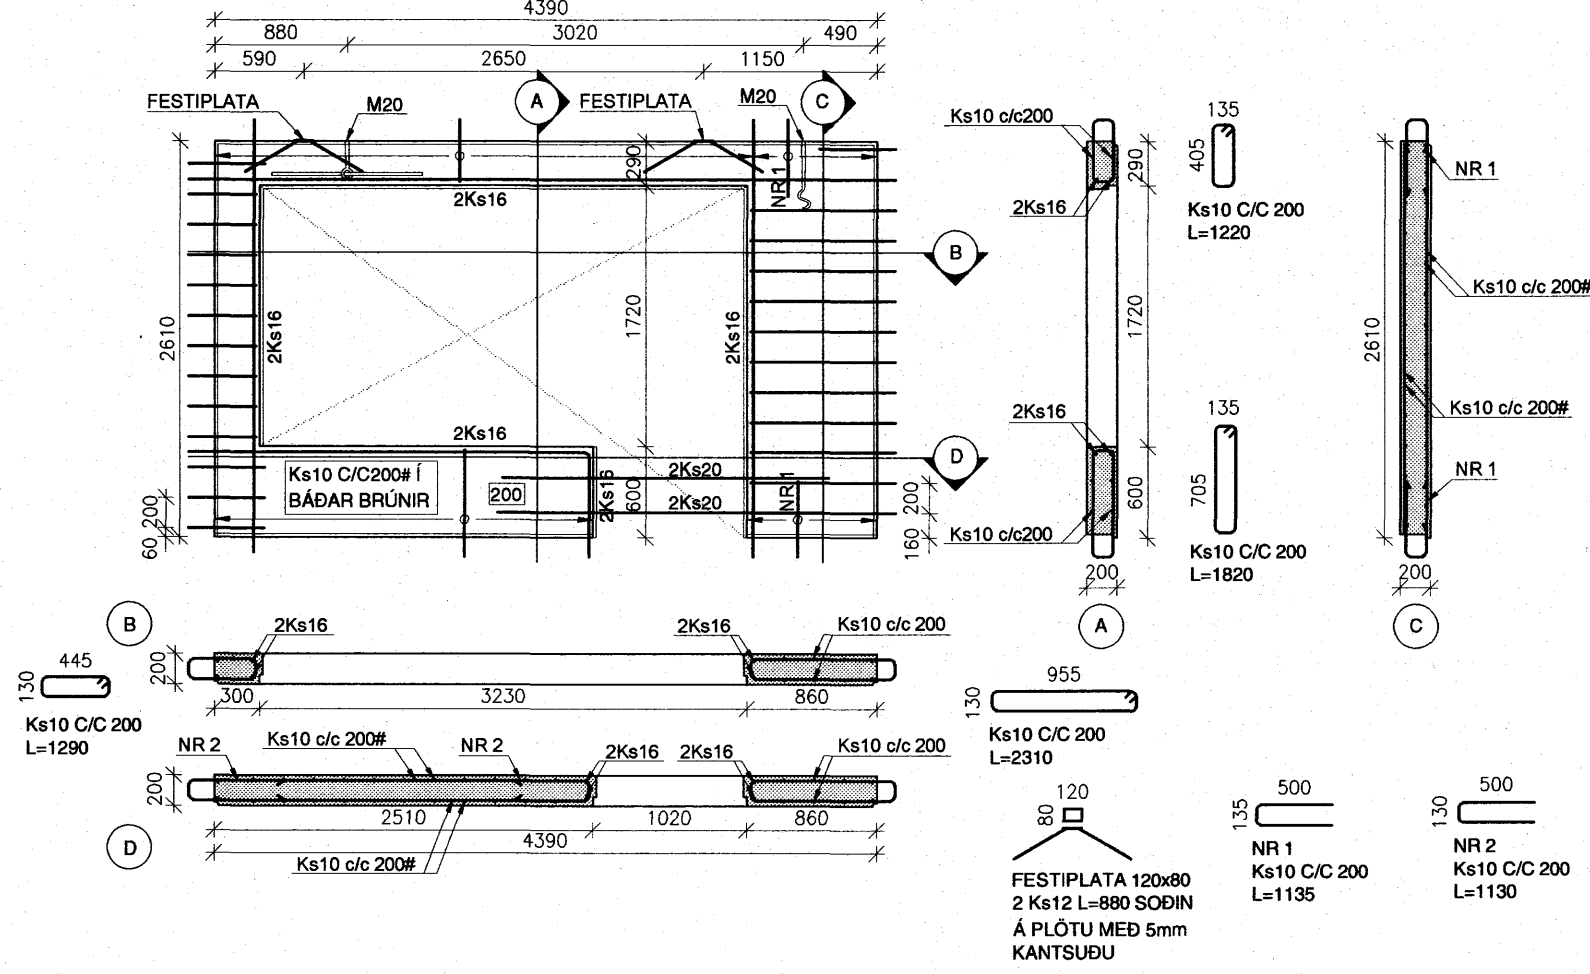 4390
880 3020 490
590 2650 1150
FESTIPLATA M20 A FESTIPLATA M20 C
290
NR 1
2Ks16
B
2610
2Ks16
1720
2Ks16
2Ks16
D
Ks10 C/C200# Í
BÁÐAR BRÚNIR
200
2Ks16
600
2Ks20
2Ks20
NR 1
200
60
200
160
Ks10 c/c200
290
2Ks16
1720
2Ks16
600
Ks10 c/c200
200
A
135
405
Ks10 C/C 200
L=1220
135
705
Ks10 C/C 200
L=1820
NR 1
Ks10 c/c 200#
2610
Ks10 c/c 200#
NR 1
200
C
B
2Ks16 2Ks16 Ks10 c/c 200
200
300 3230 860
445
130
Ks10 C/C 200
L=1290
955
130
Ks10 C/C 200
L=2310
NR 2 Ks10 c/c 200# NR 2 2Ks16 2Ks16 Ks10 c/c 200
200
2510 1020 860
4390
D
Ks10 c/c 200#
120
80
FESTIPLATA 120x80
2 Ks12 L=880 SOÐIN
Á PLÖTU MEÐ 5mm
KANTSUÐU
500
135
NR 1
Ks10 C/C 200
L=1135
500
130
NR 2
Ks10 C/C 200
L=1130